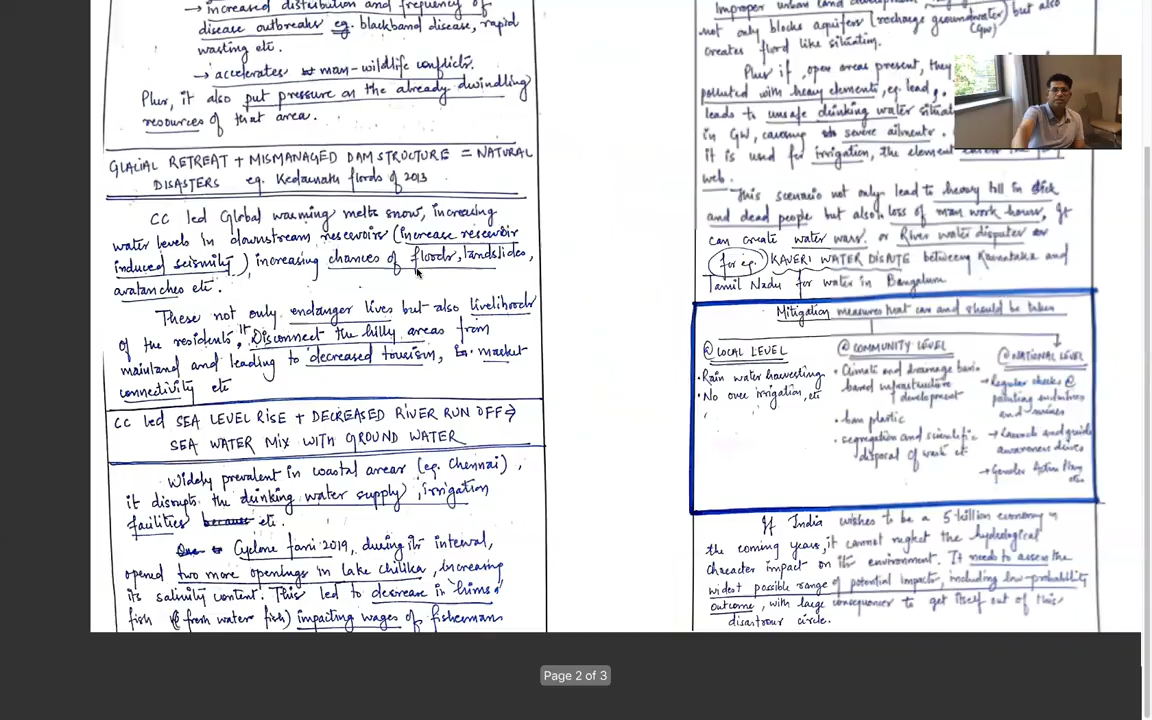 → increased distribution and frequency of
disease outbreaks eg. blackband disease, rapid
wasting etc.
→ accelerates man-wildlife conflicts.
Plus, it also put pressure on the already dwindling
resources of that area.
GLACIAL RETREAT + MISMANAGED DAM STRUCTURE = NATURAL
DISASTERS eg. Kedarnath floods of 2013
CC led Global warming melts snow, increasing
water levels in downstream reservoirs (increase reservoir
induced seismity), increasing chances of floods, landslides,
avalanches etc.
These not only endanger lives but also livelihoods
of the residents, It Disconnect the hilly areas from
mainland and leading to decreased tourism, market
connectivity etc
CC led SEA LEVEL RISE + DECREASED RIVER RUN OFF ⇒
SEA WATER MIX WITH GROUND WATER
Widely prevalent in coastal areas (eg. Chennai),
it disrupts the drinking water supply, irrigation
facilities because etc.
Cyclone fani 2019, during its interval,
opened two more openings in lake chilika, increasing
its salinity content. This led to decrease in
fish (fresh water fish) impacting wages of fishermans
Improper urban land development
not only blocks aquifers (recharge groundwater) but also
(GW)
creates flood like situation.
Plus if, open areas present, they
polluted with heavy elements, eg. lead,
leads to unsafe drinking water
in GW, causing severe ailments.
it is used for irrigation, the element
web.
This scenario not only lead to heavy toll in sick
and dead people but also loss of man work hours, It
can create water wars or River water disputes
for eg. KAVERI WATER DISPUTE between Karnataka and
Tamil Nadu for water in Bengaluru.
Mitigation measures that can and should be taken
@ LOCAL LEVEL
• Rain water harvesting
• No over irrigation, etc
@ COMMUNITY LEVEL
• Climate and drainage basin
based infrastructure
development
• ban plastic
• segregation and scientific
disposal of waste etc
@ NATIONAL LEVEL
→ Regular checks @
polluting industries
and mines
→ Launch and guide
awareness drives
→ Action Plan
etc
If India wishes to be a 5 trillion economy in
the coming years, it cannot neglect the hydrological
character impact on its environment. It needs to assess the
widest possible range of potential impacts, including low-probability
outcome, with large consequences to get itself out of this
disastrous circle.
Page 2 of 3